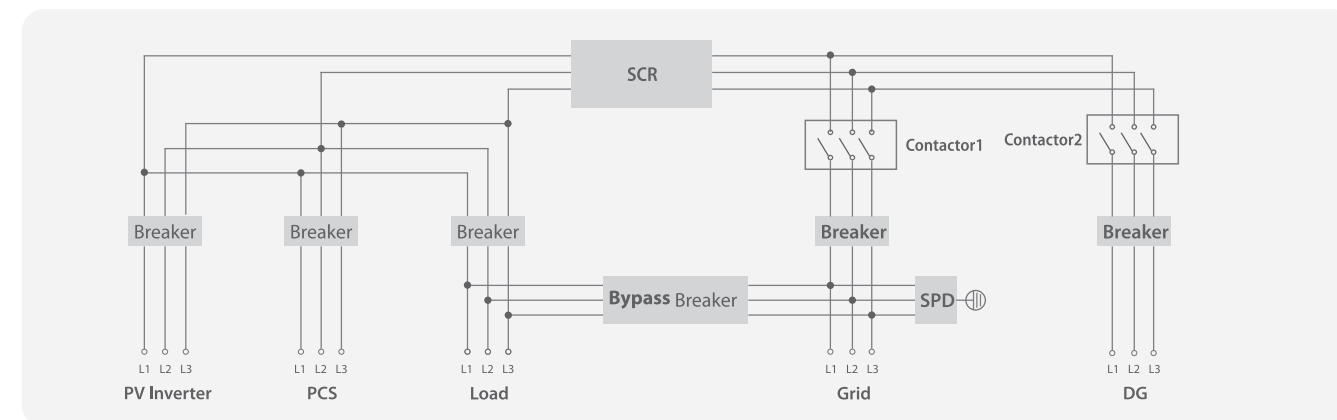 SCR
Contactor1
Contactor2
Breaker
Breaker
Breaker
Breaker
Breaker
Bypass Breaker
SPD
L1 L2 L3
L1 L2 L3
L1 L2 L3
L1 L2 L3
L1 L2 L3
PV Inverter
PCS
Load
Grid
DG